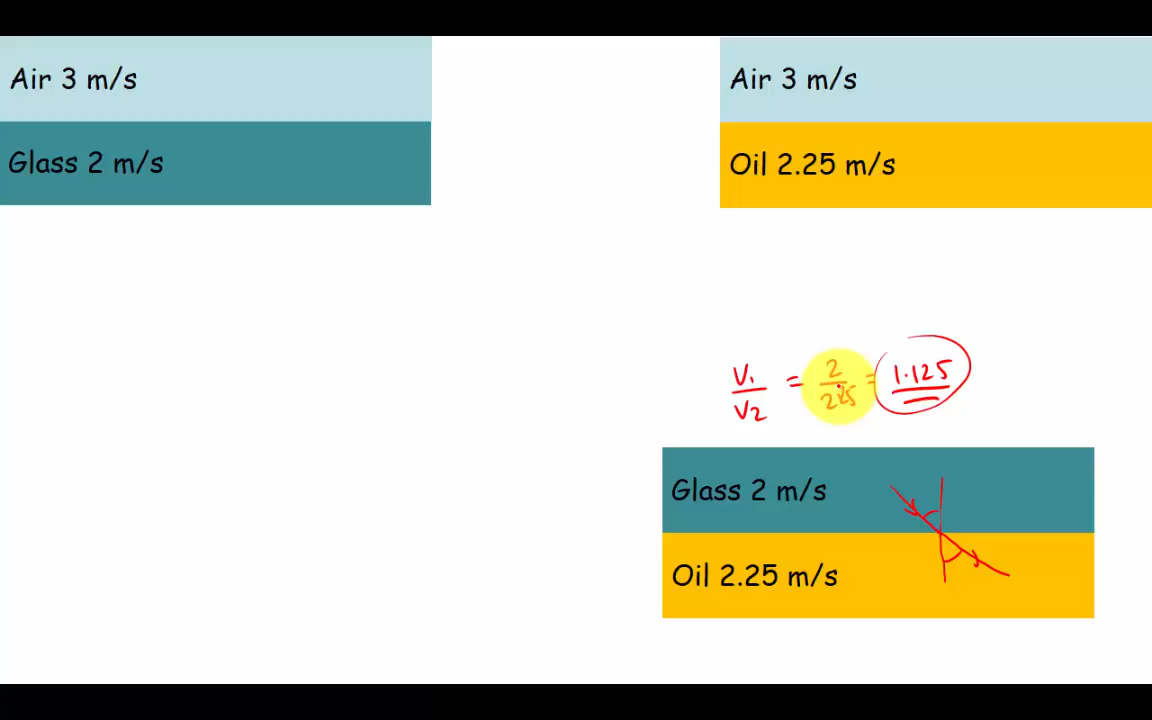 Air 3 m/s
Glass 2 m/s
Air 3 m/s
Oil 2.25 m/s
V₁/V₂ = 2/2.25 = 1.125
Glass 2 m/s
Oil 2.25 m/s